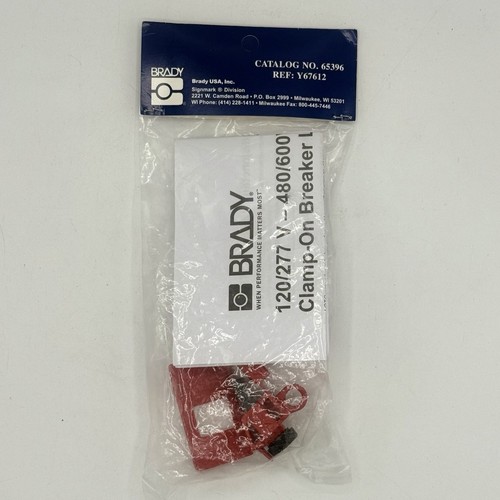 BRADY
CATALOG NO. 65396
REF: Y67612
Brady USA, Inc.
Signmark ® Division
2221 W. Camden Road • P.O. Box 2999 • Milwaukee, WI 53201
WI Phone: (414) 228-1411 • Milwaukee Fax: 800-445-7446
BRADY®
WHEN PERFORMANCE MATTERS MOST™
120/277 V – 480/600
Clamp-On Breaker L